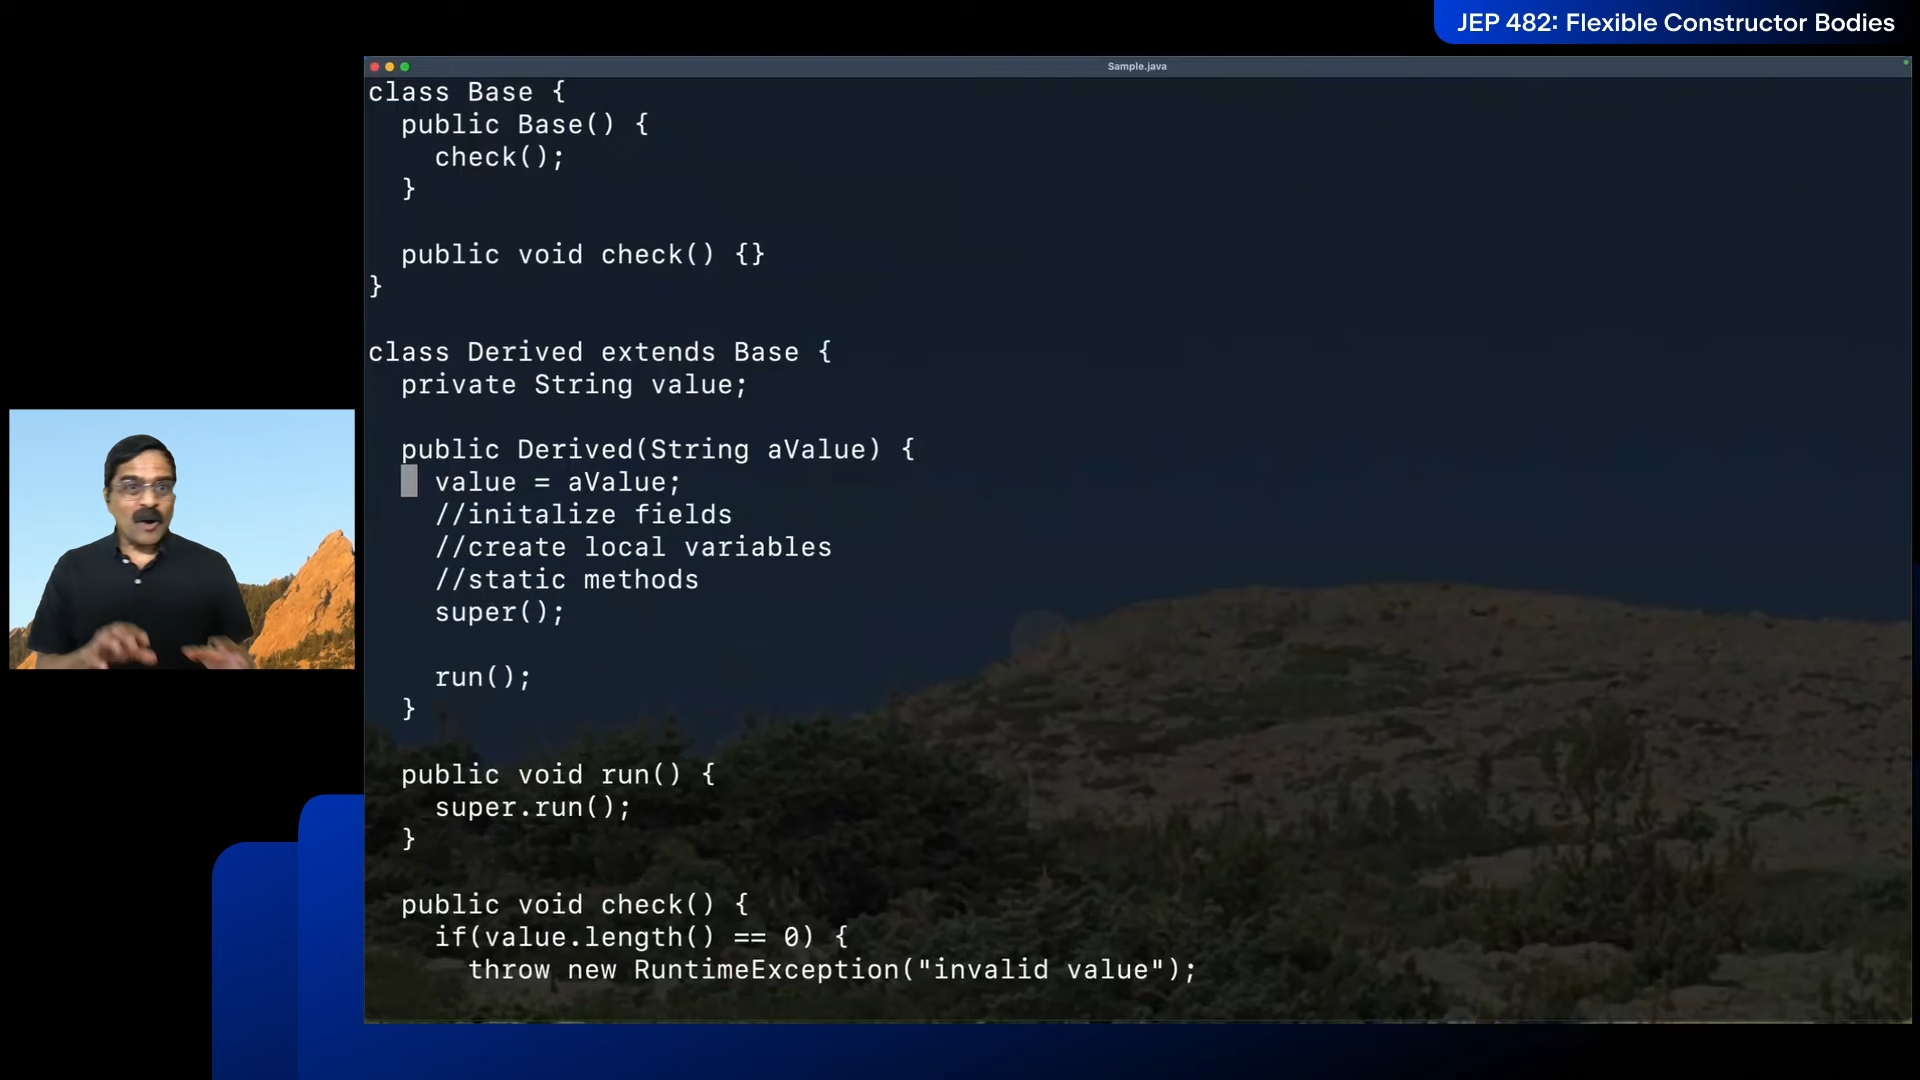 JEP 482: Flexible Constructor Bodies
Sample.java
class Base {
  public Base() {
    check();
  }

  public void check() {}
}

class Derived extends Base {
  private String value;

  public Derived(String aValue) {
    value = aValue;
    //initalize fields
    //create local variables
    //static methods
    super();

    run();
  }

  public void run() {
    super.run();
  }

  public void check() {
    if(value.length() == 0) {
      throw new RuntimeException("invalid value");